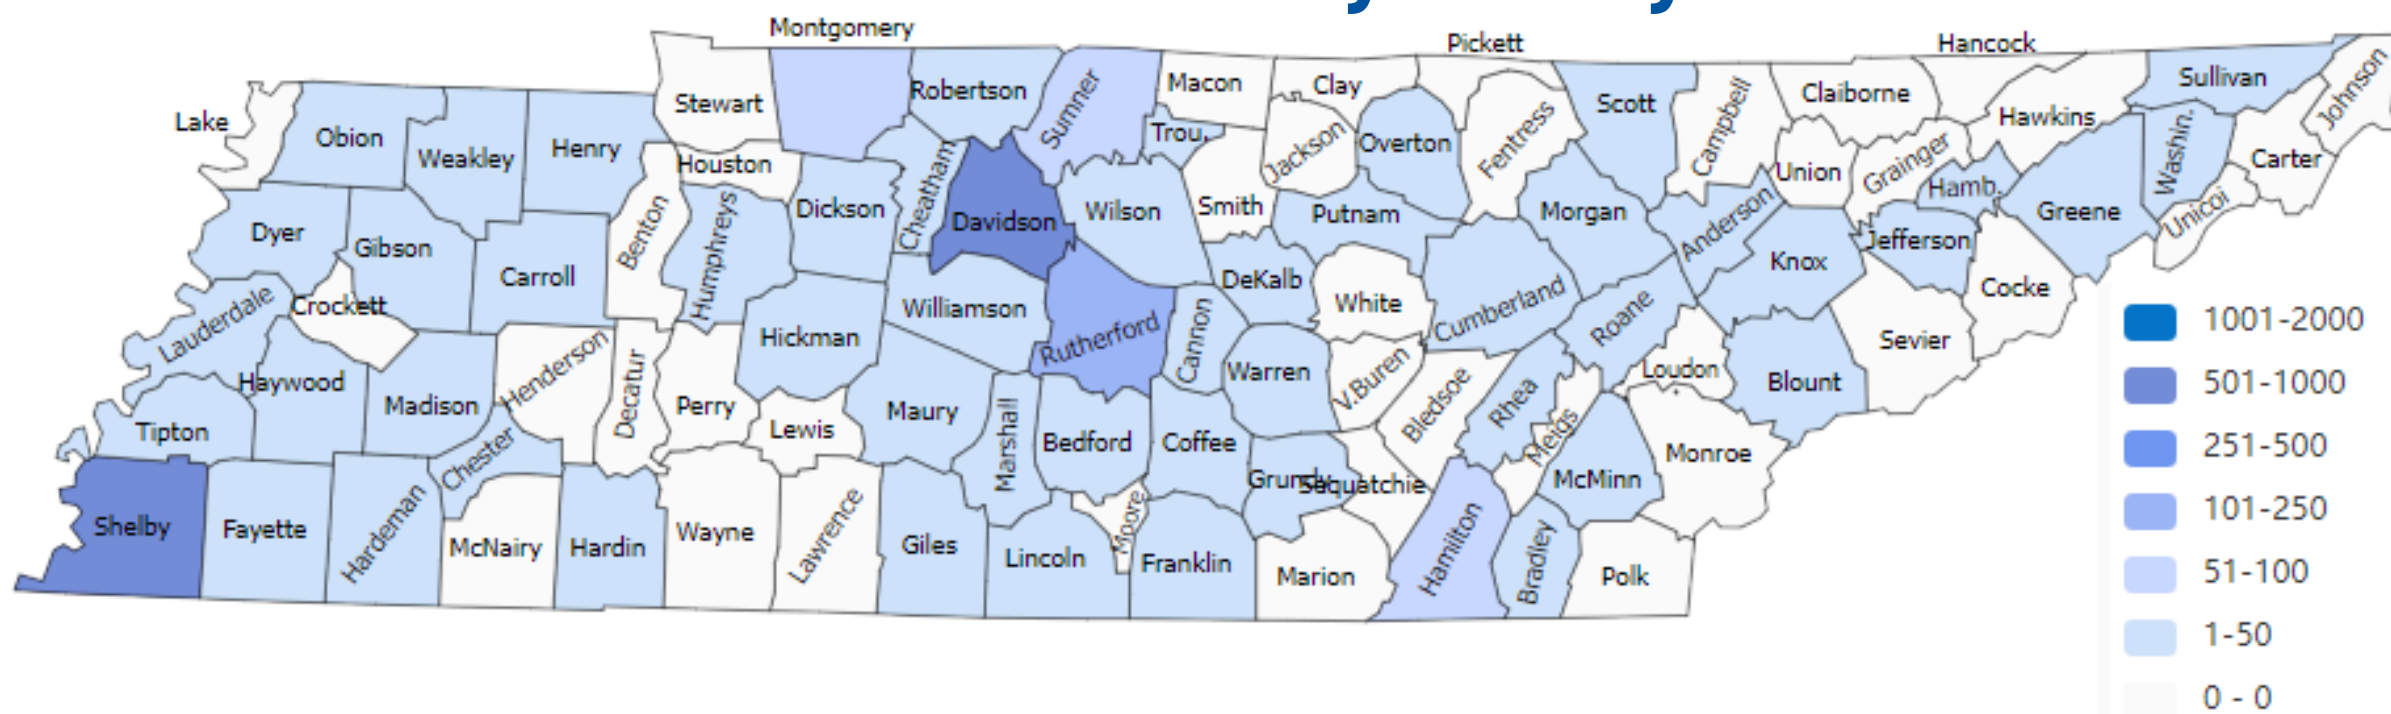 Montgomery
Pickett
Hancock
Lake
Obion
Weakley
Henry
Stewart
Robertson
Sumner
Macon
Clay
Scott
Campbell
Claiborne
Hawkins
Sullivan
Johnson
Houston
Cheatham
Trou.
Jackson
Overton
Fentress
Union
Grainger
Hamb.
Washin.
Carter
Dyer
Gibson
Carroll
Benton
Humphreys
Dickson
Davidson
Wilson
Smith
Putnam
Morgan
Anderson
Knox
Jefferson
Greene
Unicoi
Lauderdale
Crockett
Hickman
Williamson
Rutherford
Cannon
DeKalb
White
Cumberland
Roane
Loudon
Sevier
Cocke
Tipton
Haywood
Madison
Henderson
Decatur
Perry
Lewis
Maury
Marshall
Bedford
Coffee
Warren
V.Buren
Bledsoe
Rhea
Meigs
Blount
Monroe
Shelby
Fayette
Hardeman
Chester
McNairy
Hardin
Wayne
Lawrence
Giles
Lincoln
Moore
Franklin
Grundy
Sequatchie
Marion
Hamilton
Bradley
McMinn
Polk
1001-2000
501-1000
251-500
101-250
51-100
1-50
0 - 0